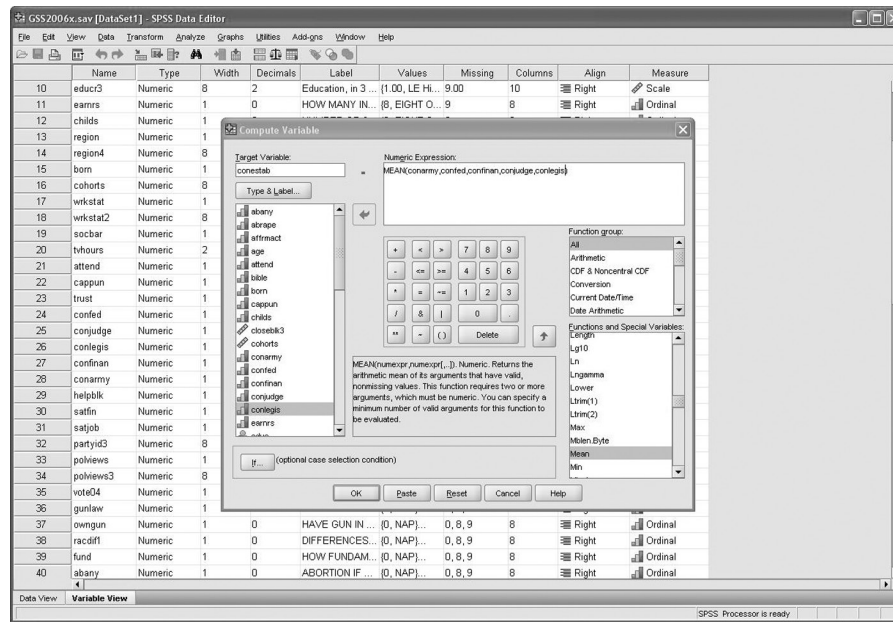 GSS2006x.sav [DataSet1] - SPSS Data Editor
File Edit View Data Transform Analyze Graphs Utilities Add-ons Window Help
Name Type Width Decimals Label Values Missing Columns Align Measure
10 educr3 Numeric 8 2 Education, in 3 ... {1.00, LE Hi... 9.00 10 Right Scale
11 earnrs Numeric 1 0 HOW MANY IN... {8, EIGHT O... 9 8 Right Ordinal
12 childs Numeric 1
13 region Numeric 1
14 region4 Numeric 8
15 born Numeric 1
16 cohorts Numeric 8
17 wrkstat Numeric 1
18 wrkstat2 Numeric 8
19 socbar Numeric 1
20 tvhours Numeric 2
21 attend Numeric 1
22 cappun Numeric 1
23 trust Numeric 1
24 confed Numeric 1
25 conjudge Numeric 1
26 conlegis Numeric 1
27 confinan Numeric 1
28 conarmy Numeric 1
29 helpblk Numeric 1
30 satfin Numeric 1
31 satjob Numeric 1
32 partyid3 Numeric 8
33 polviews Numeric 1
34 polviews3 Numeric 8
35 vote04 Numeric 1
36 gunlaw Numeric 1
37 owngun Numeric 1 0 HAVE GUN IN ... {0, NAP}... 0, 8, 9 8 Right Ordinal
38 racdif1 Numeric 1 0 DIFFERENCES... {0, NAP}... 0, 8, 9 8 Right Ordinal
39 fund Numeric 1 0 HOW FUNDAM... {0, NAP}... 0, 8, 9 8 Right Ordinal
40 abany Numeric 1 0 ABORTION IF ... {0, NAP}... 0, 8, 9 8 Right Ordinal
Compute Variable
Target Variable:
conestab
=
Numeric Expression:
MEAN(conarmy,confed,confinan,conjudge,conlegis)
Type & Label...
abany
abrape
affrmact
age
attend
bible
born
cappun
childs
closeblk3
cohorts
conarmy
confed
confinan
conjudge
conlegis
earnrs
+ < > 7 8 9
- <= >= 4 5 6
* = ~= 1 2 3
/ & | 0 .
** ~ ( ) Delete
Function group:
All
Arithmetic
CDF & Noncentral CDF
Conversion
Current Date/Time
Date Arithmetic
Functions and Special Variables:
Length
Lg10
Ln
Lngamma
Lower
Ltrim(1)
Ltrim(2)
Max
Mblen.Byte
Mean
Min
MEAN(numexpr,numexpr[,..]). Numeric. Returns the
arithmetic mean of its arguments that have valid,
nonmissing values. This function requires two or more
arguments, which must be numeric. You can specify a
minimum number of valid arguments for this function to
be evaluated.
If... (optional case selection condition)
OK Paste Reset Cancel Help
Data View Variable View
SPSS Processor is ready